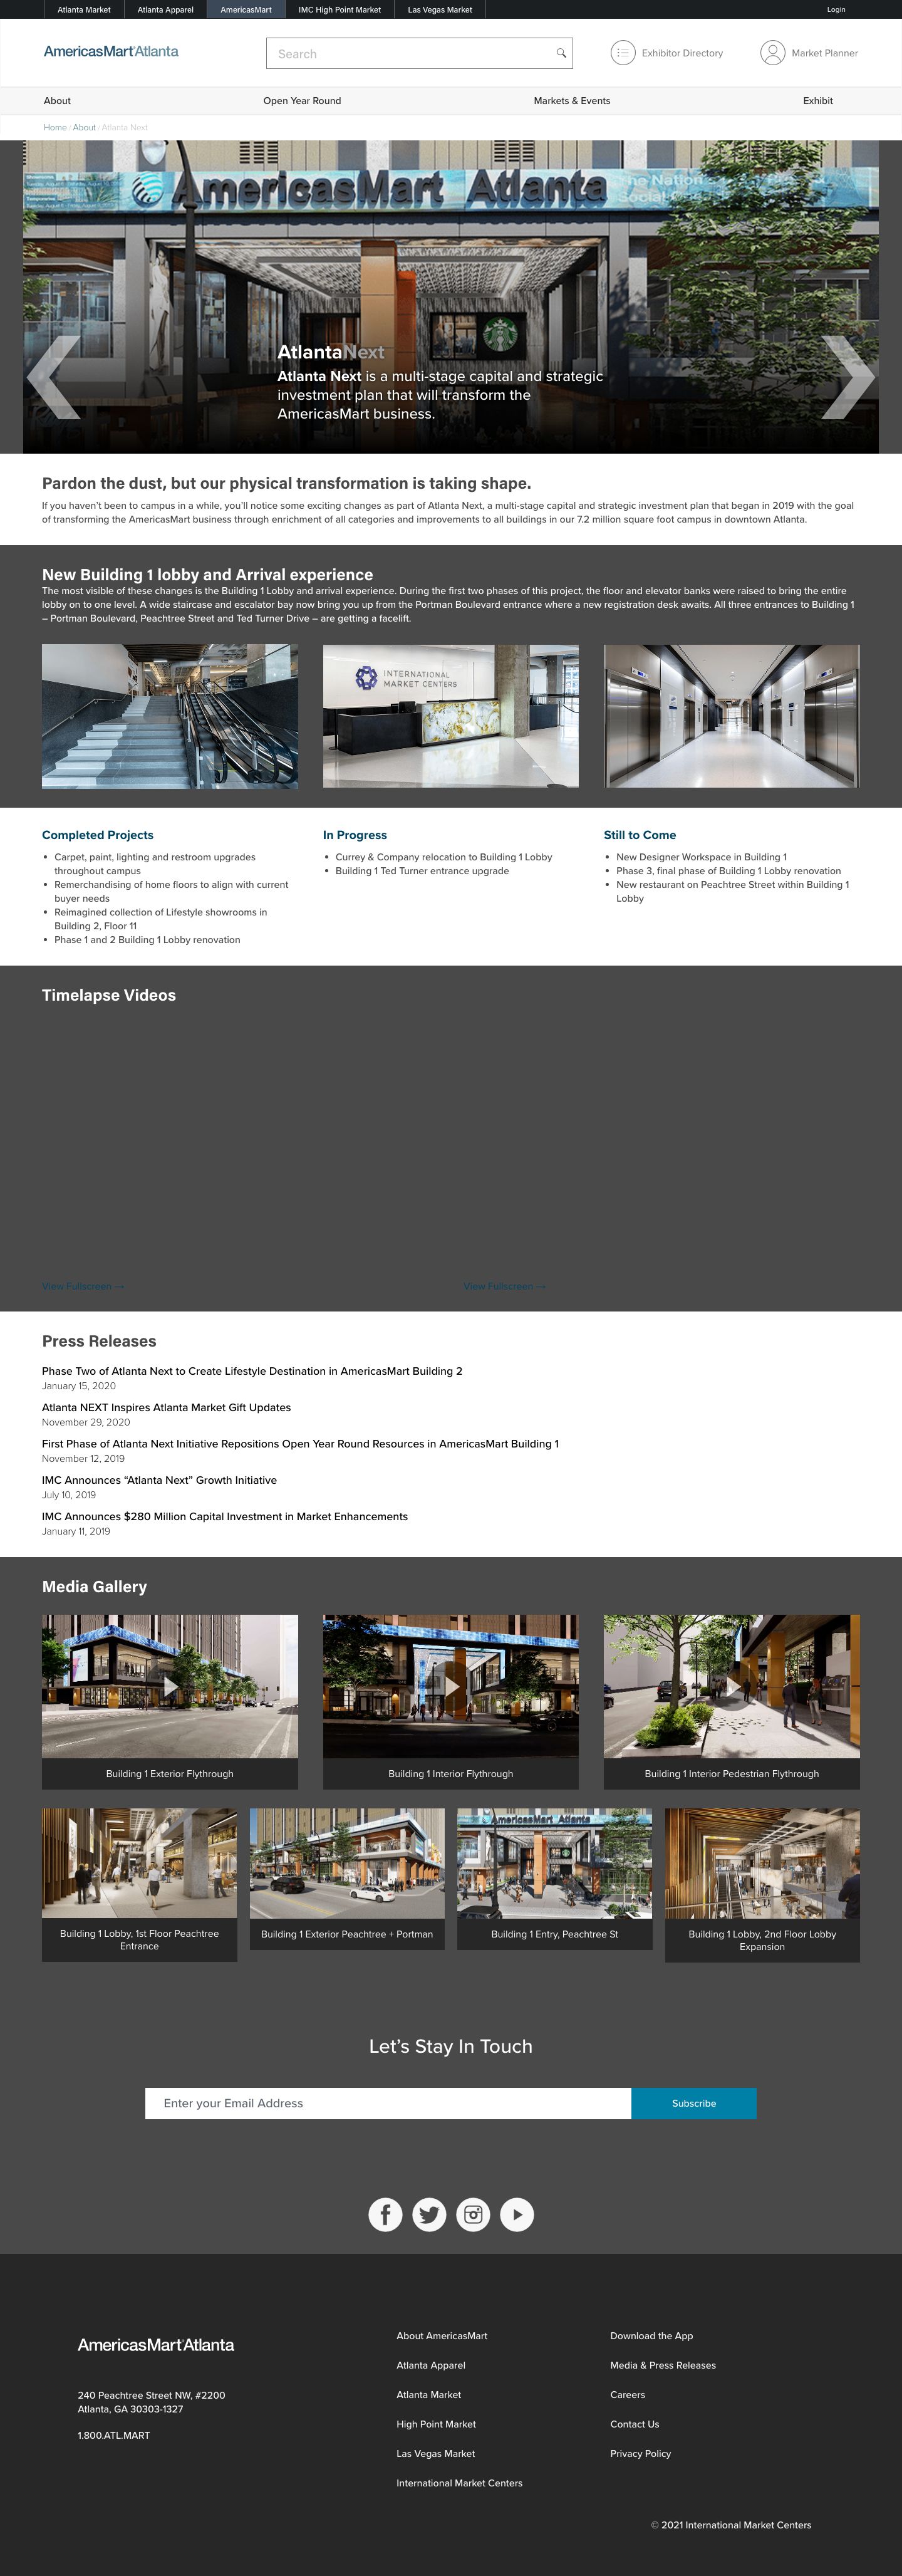 Atlanta Market
Atlanta Apparel
AmericasMart
IMC High Point Market
Las Vegas Market
Login
AmericasMart Atlanta
Search
Exhibitor Directory
Market Planner
About
Open Year Round
Markets & Events
Exhibit
Home / About / Atlanta Next
AmericasMart Atlanta
AtlantaNext
Atlanta Next is a multi-stage capital and strategic
investment plan that will transform the
AmericasMart business.
Pardon the dust, but our physical transformation is taking shape.
If you haven’t been to campus in a while, you’ll notice some exciting changes as part of Atlanta Next, a multi-stage capital and strategic investment plan that began in 2019 with the goal
of transforming the AmericasMart business through enrichment of all categories and improvements to all buildings in our 7.2 million square foot campus in downtown Atlanta.
New Building 1 lobby and Arrival experience
The most visible of these changes is the Building 1 Lobby and arrival experience. During the first two phases of this project, the floor and elevator banks were raised to bring the entire
lobby on to one level. A wide staircase and escalator bay now bring you up from the Portman Boulevard entrance where a new registration desk awaits. All three entrances to Building 1
– Portman Boulevard, Peachtree Street and Ted Turner Drive – are getting a facelift.
INTERNATIONAL
MARKET CENTERS
Completed Projects
• Carpet, paint, lighting and restroom upgrades
throughout campus
• Remerchandising of home floors to align with current
buyer needs
• Reimagined collection of Lifestyle showrooms in
Building 2, Floor 11
• Phase 1 and 2 Building 1 Lobby renovation
In Progress
• Currey & Company relocation to Building 1 Lobby
• Building 1 Ted Turner entrance upgrade
Still to Come
• New Designer Workspace in Building 1
• Phase 3, final phase of Building 1 Lobby renovation
• New restaurant on Peachtree Street within Building 1
Lobby
Timelapse Videos
View Fullscreen →
View Fullscreen →
Press Releases
Phase Two of Atlanta Next to Create Lifestyle Destination in AmericasMart Building 2
January 15, 2020
Atlanta NEXT Inspires Atlanta Market Gift Updates
November 29, 2020
First Phase of Atlanta Next Initiative Repositions Open Year Round Resources in AmericasMart Building 1
November 12, 2019
IMC Announces “Atlanta Next” Growth Initiative
July 10, 2019
IMC Announces $280 Million Capital Investment in Market Enhancements
January 11, 2019
Media Gallery
Building 1 Exterior Flythrough
Building 1 Interior Flythrough
Building 1 Interior Pedestrian Flythrough
AmericasMart Atlanta
Building 1 Lobby, 1st Floor Peachtree
Entrance
Building 1 Exterior Peachtree + Portman
Building 1 Entry, Peachtree St
Building 1 Lobby, 2nd Floor Lobby
Expansion
Let’s Stay In Touch
Enter your Email Address
Subscribe
AmericasMart Atlanta
240 Peachtree Street NW, #2200
Atlanta, GA 30303-1327
1.800.ATL.MART
About AmericasMart
Atlanta Apparel
Atlanta Market
High Point Market
Las Vegas Market
International Market Centers
Download the App
Media & Press Releases
Careers
Contact Us
Privacy Policy
© 2021 International Market Centers